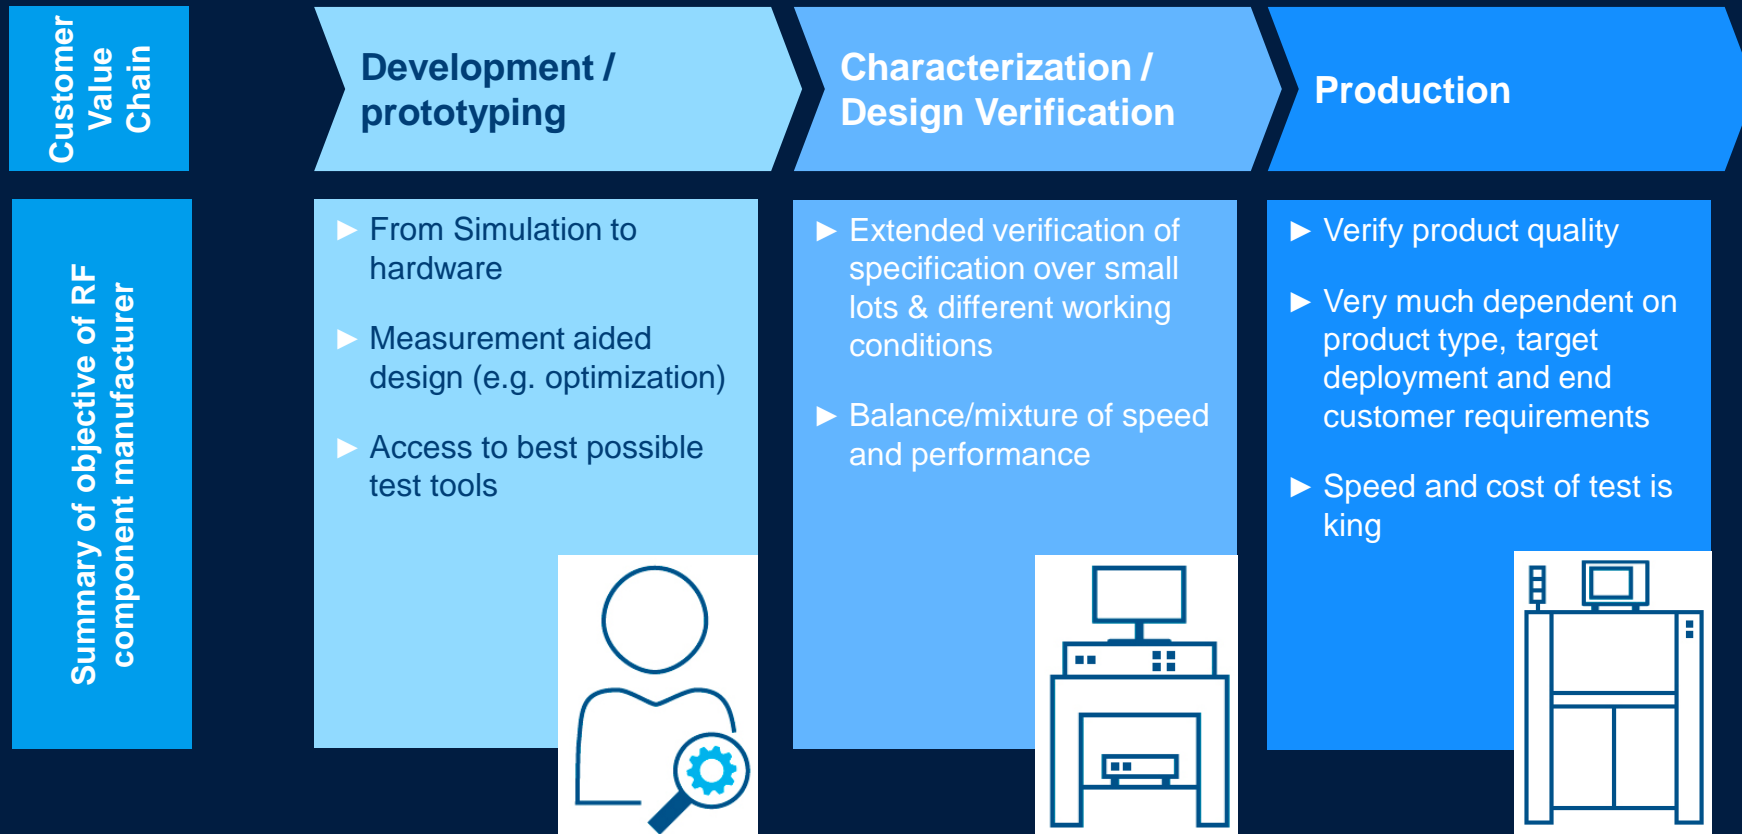 Customer
Value
Chain
Development /
prototyping
Characterization /
Design Verification
Production
Summary of objective of RF
component manufacturer
► From Simulation to
hardware
► Measurement aided
design (e.g. optimization)
► Access to best possible
test tools
► Extended verification of
specification over small
lots & different working
conditions
► Balance/mixture of speed
and performance
► Verify product quality
► Very much dependent on
product type, target
deployment and end
customer requirements
► Speed and cost of test is
king